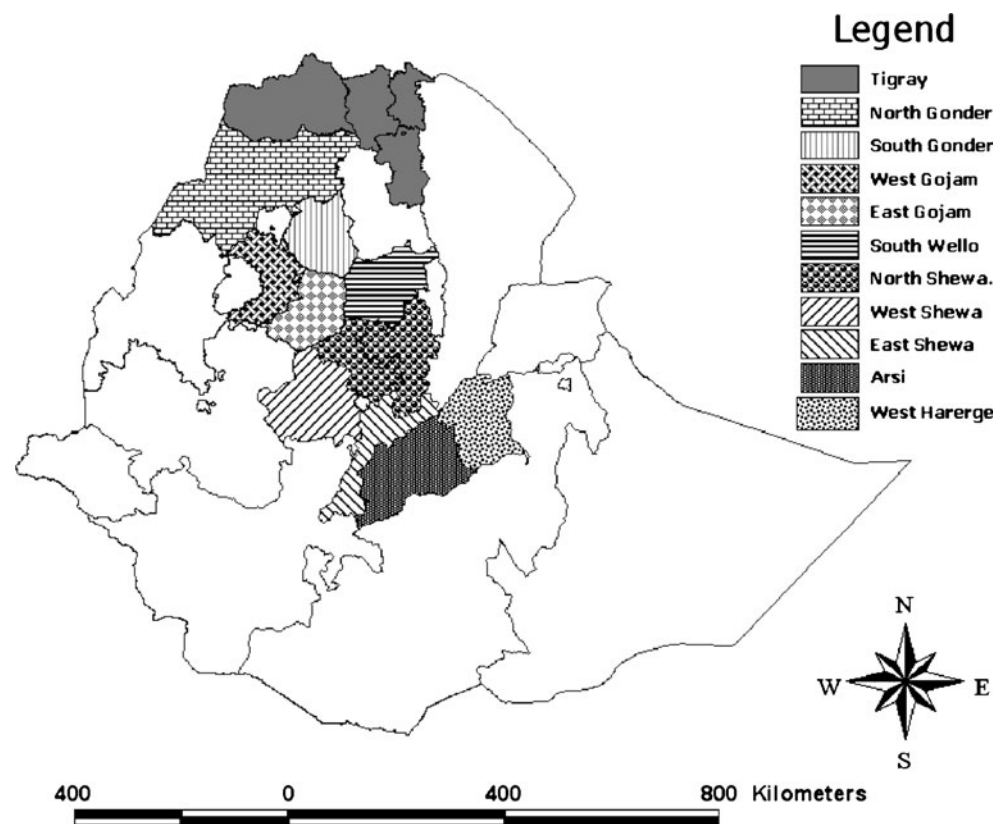 Legend
Tigray
North Gonder
South Gonder
West Gojam
East Gojam
South Wello
North Shewa.
West Shewa
East Shewa
Arsi
West Harerge
N
W E
S
400 0 400 800 Kilometers